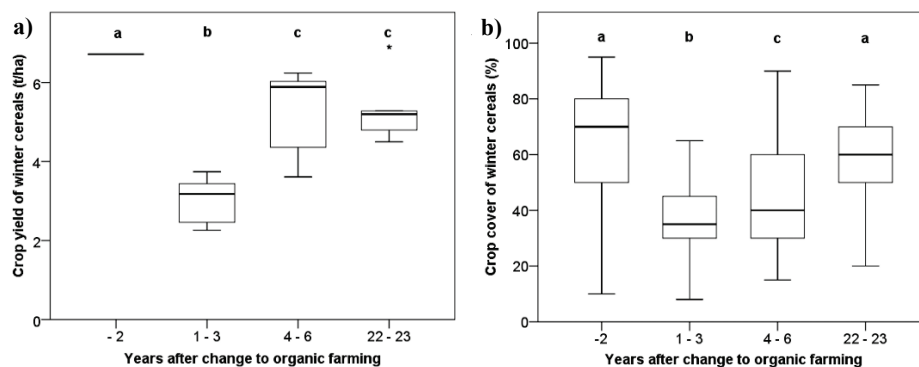 a)
a b c c
*
Crop yield of winter cereals (t/ha)
6
4
2
0
- 2 1 - 3 4 - 6 22 - 23
Years after change to organic farming
b)
a b c a
Crop cover of winter cereals (%)
100
80
60
40
20
0
-2 1 - 3 4 - 6 22 - 23
Years after change to organic farming